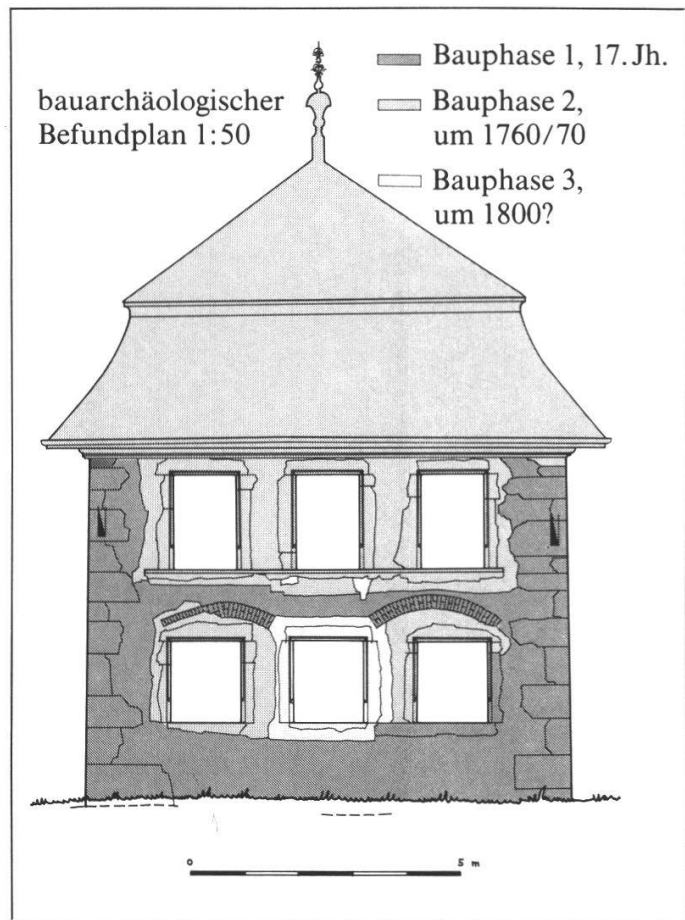 bauarchäologischer
Befundplan 1:50
Bauphase 1, 17. Jh.
Bauphase 2,
um 1760/70
Bauphase 3,
um 1800?
0 5 m